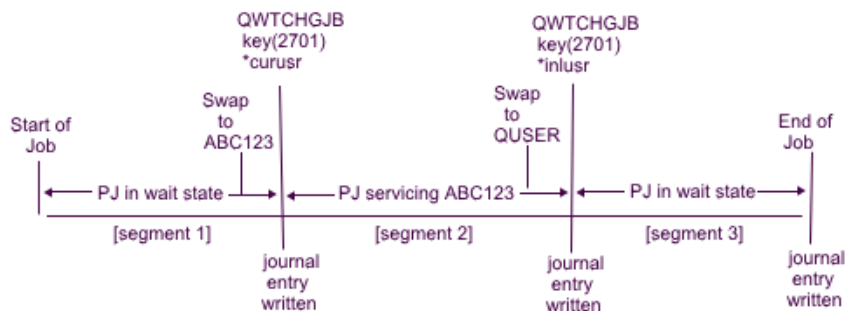 QWTCHGJB
key(2701)
*curusr
QWTCHGJB
key(2701)
*inlusr
Start of
Job
Swap
to
ABC123
Swap
to
QUSER
End of
Job
PJ in wait state
PJ servicing ABC123
PJ in wait state
[segment 1]
[segment 2]
[segment 3]
journal
entry
written
journal
entry
written
journal
entry
written